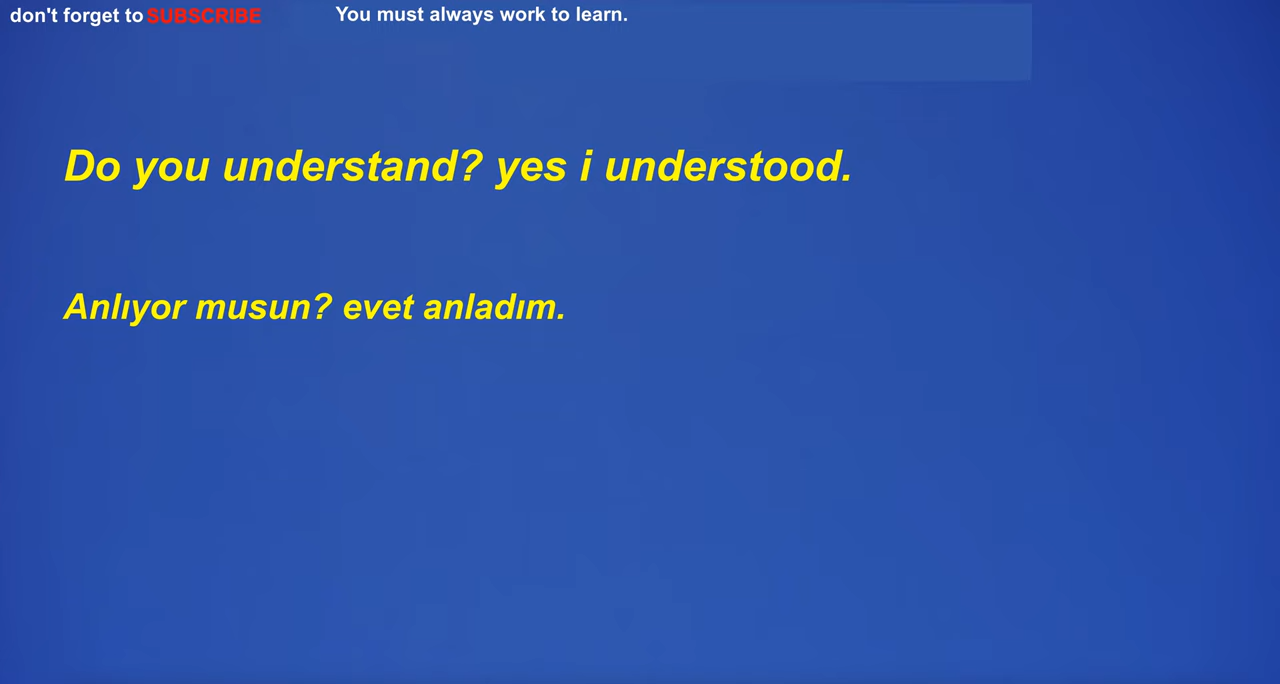 don't forget to SUBSCRIBE
You must always work to learn.
Do you understand? yes i understood.
Anlıyor musun? evet anladım.